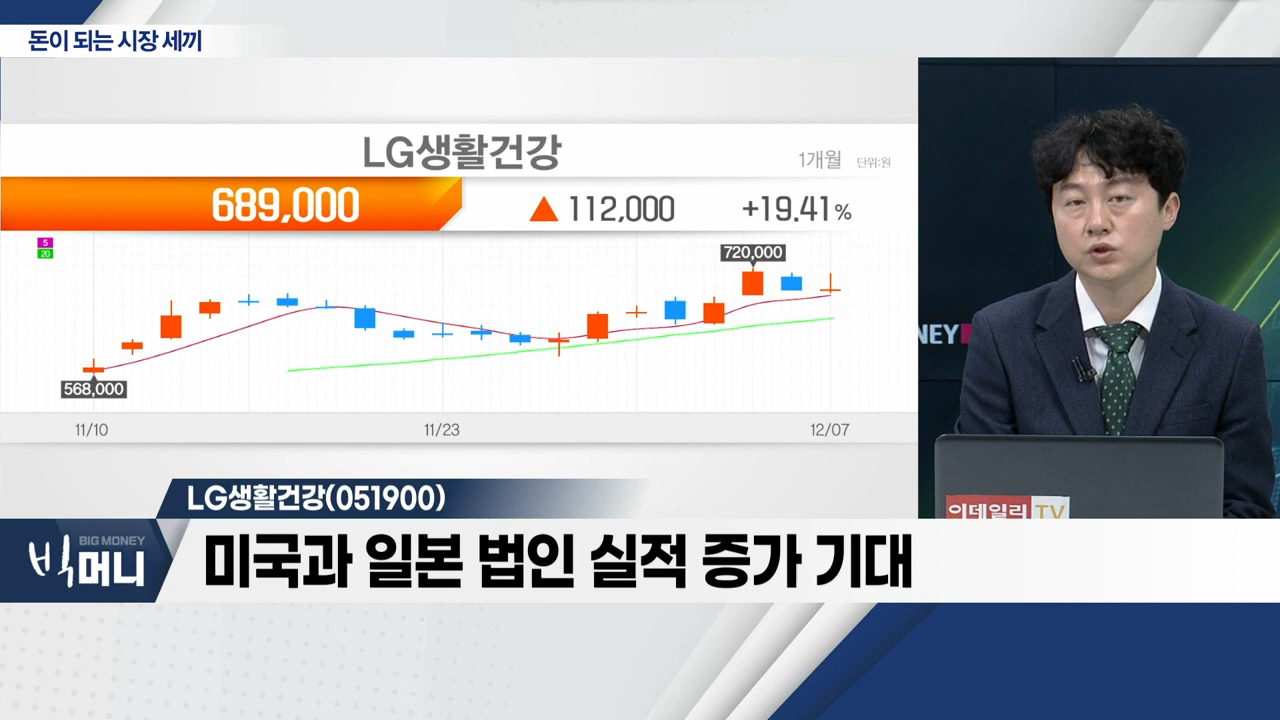 돈이 되는 시장 세끼
LG생활건강
1개월 단위:원
689,000 ▲ 112,000 +19.41%
5
20
720,000
568,000
11/10 11/23 12/07
NEY
이데일리 TV
LG생활건강(051900)
BIG MONEY
빅머니
미국과 일본 법인 실적 증가 기대